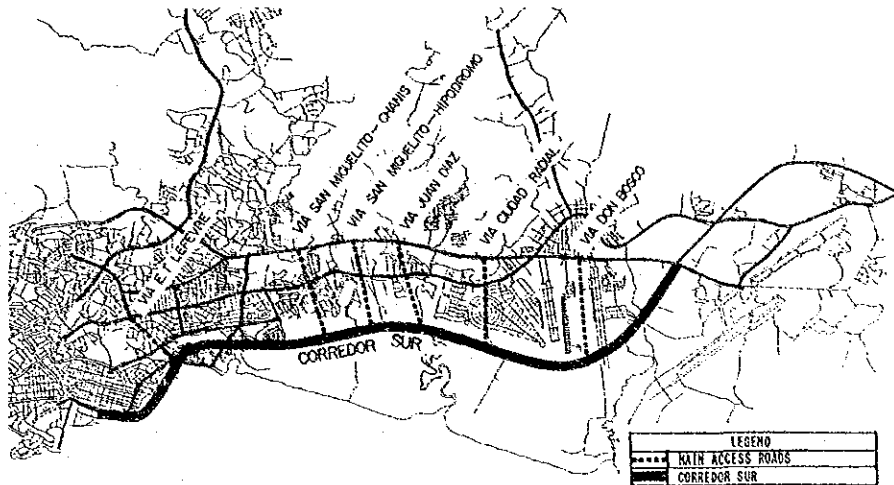 VIA E.T LEFEVRE
VIA SAN MIGUELITO-CHANIS
VIA SAN MIGUELITO-HIPODROMO
VIA JUAN DIAZ
VIA CIUDAD RADIAL
VIA DON BOSCO
CORREDOR SUR
LEGEND
MAIN ACCESS ROADS
CORREDOR SUR